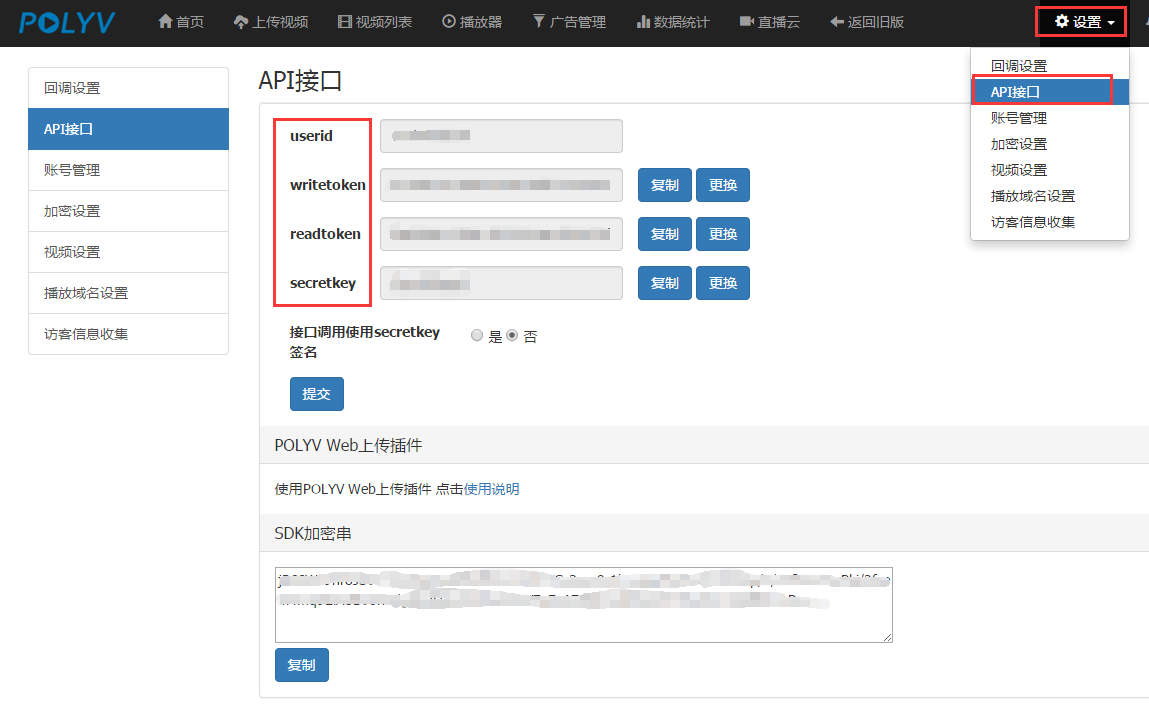 POLYV 首页 上传视频 视频列表 播放器 广告管理 数据统计 直播云 返回旧版 设置
回调设置
API接口
账号管理
加密设置
视频设置
播放域名设置
访客信息收集
回调设置
API接口
账号管理
加密设置
视频设置
播放域名设置
访客信息收集
API接口
userid
writetoken 复制 更换
readtoken 复制 更换
secretkey 复制 更换
接口调用使用secretkey
签名
是 否
提交
POLYV Web上传插件
使用POLYV Web上传插件 点击使用说明
SDK加密串
复制